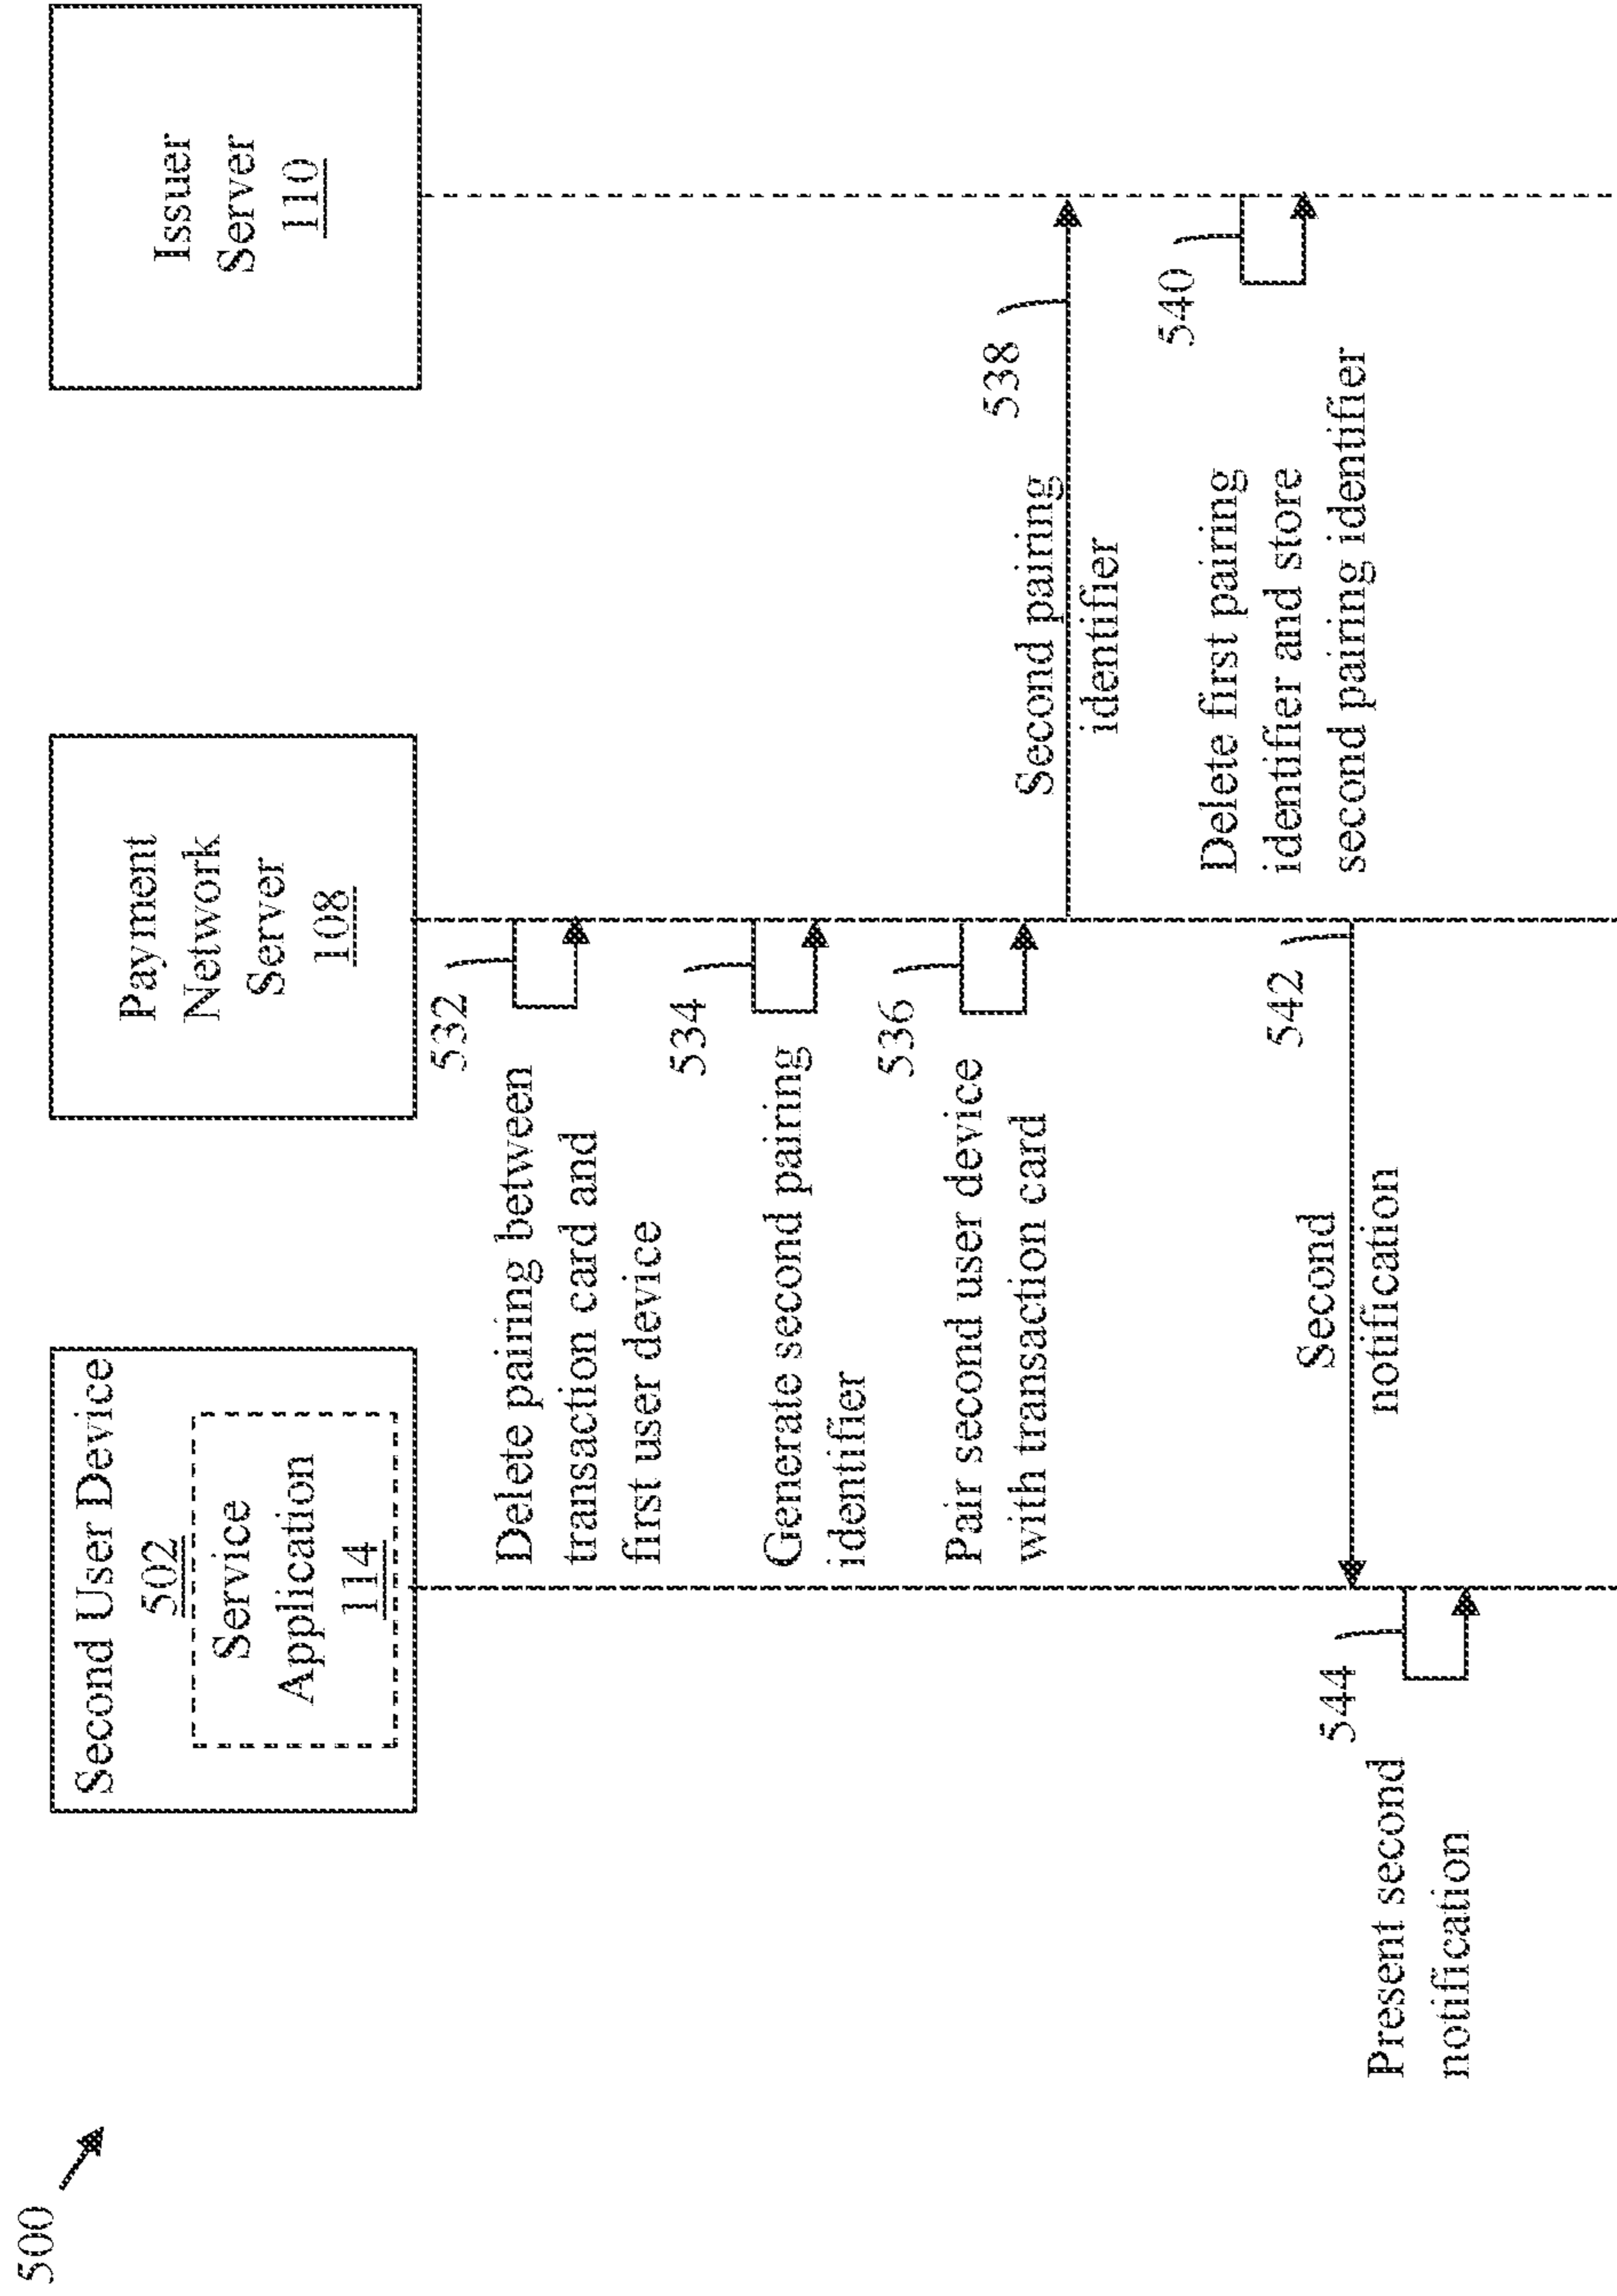 500
Second User Device
502
Service
Application
114
Payment
Network
Server
108
Issuer
Server
110
532
Delete pairing between
transaction card and
first user device
534
Generate second pairing
identifier
536
Pair second user device
with transaction card
538
Second pairing
identifier
540
Delete first pairing
identifier and store
second pairing identifier
542
Second
notification
544
Present second
notification